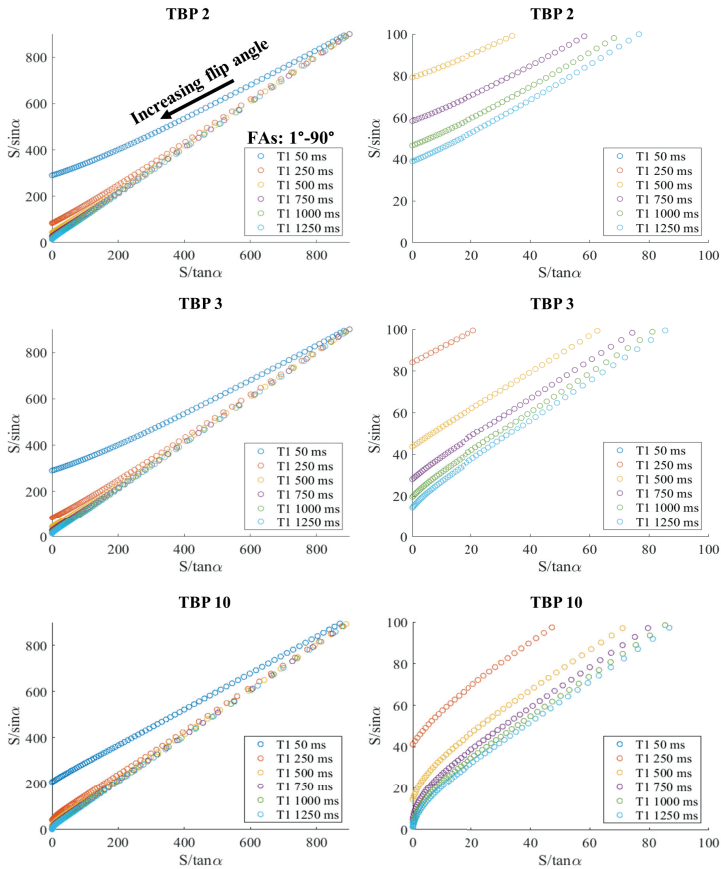 TBP 2
S/sinα
800
600
400
200
0
0 200 400 600 800
S/tanα
Increasing flip angle
FAs: 1°-90°
T1 50 ms
T1 250 ms
T1 500 ms
T1 750 ms
T1 1000 ms
T1 1250 ms
TBP 2
S/sinα
100
80
60
40
20
0
0 20 40 60 80 100
S/tanα
T1 50 ms
T1 250 ms
T1 500 ms
T1 750 ms
T1 1000 ms
T1 1250 ms
TBP 3
S/sinα
800
600
400
200
0
0 200 400 600 800
S/tanα
T1 50 ms
T1 250 ms
T1 500 ms
T1 750 ms
T1 1000 ms
T1 1250 ms
TBP 3
S/sinα
100
80
60
40
20
0
0 20 40 60 80 100
S/tanα
T1 50 ms
T1 250 ms
T1 500 ms
T1 750 ms
T1 1000 ms
T1 1250 ms
TBP 10
S/sinα
800
600
400
200
0
0 200 400 600 800
S/tanα
T1 50 ms
T1 250 ms
T1 500 ms
T1 750 ms
T1 1000 ms
T1 1250 ms
TBP 10
S/sinα
100
80
60
40
20
0
0 20 40 60 80 100
S/tanα
T1 50 ms
T1 250 ms
T1 500 ms
T1 750 ms
T1 1000 ms
T1 1250 ms